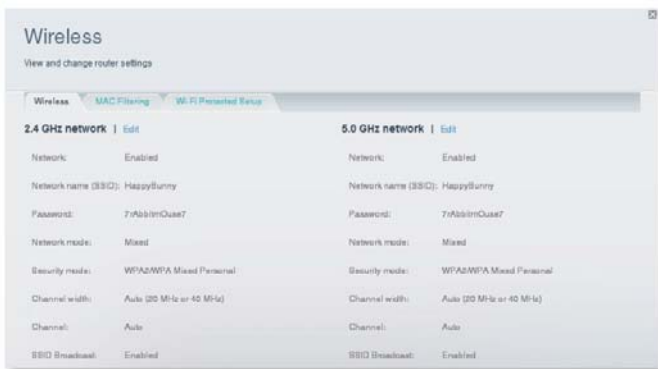 Wireless
View and change router settings
Wireless MAC Filtering Wi-Fi Protected Setup
2.4 GHz network | Edit
Network: Enabled
Network name (SSID): HappyBunny
Password: 7rAbbitmOuse7
Network mode: Mixed
Security mode: WPA2/WPA Mixed Personal
Channel width: Auto (20 MHz or 40 MHz)
Channel: Auto
SSID Broadcast: Enabled
5.0 GHz network | Edit
Network: Enabled
Network name (SSID): HappyBunny
Password: 7rAbbitmOuse7
Network mode: Mixed
Security mode: WPA2/WPA Mixed Personal
Channel width: Auto (20 MHz or 40 MHz)
Channel: Auto
SSID Broadcast: Enabled